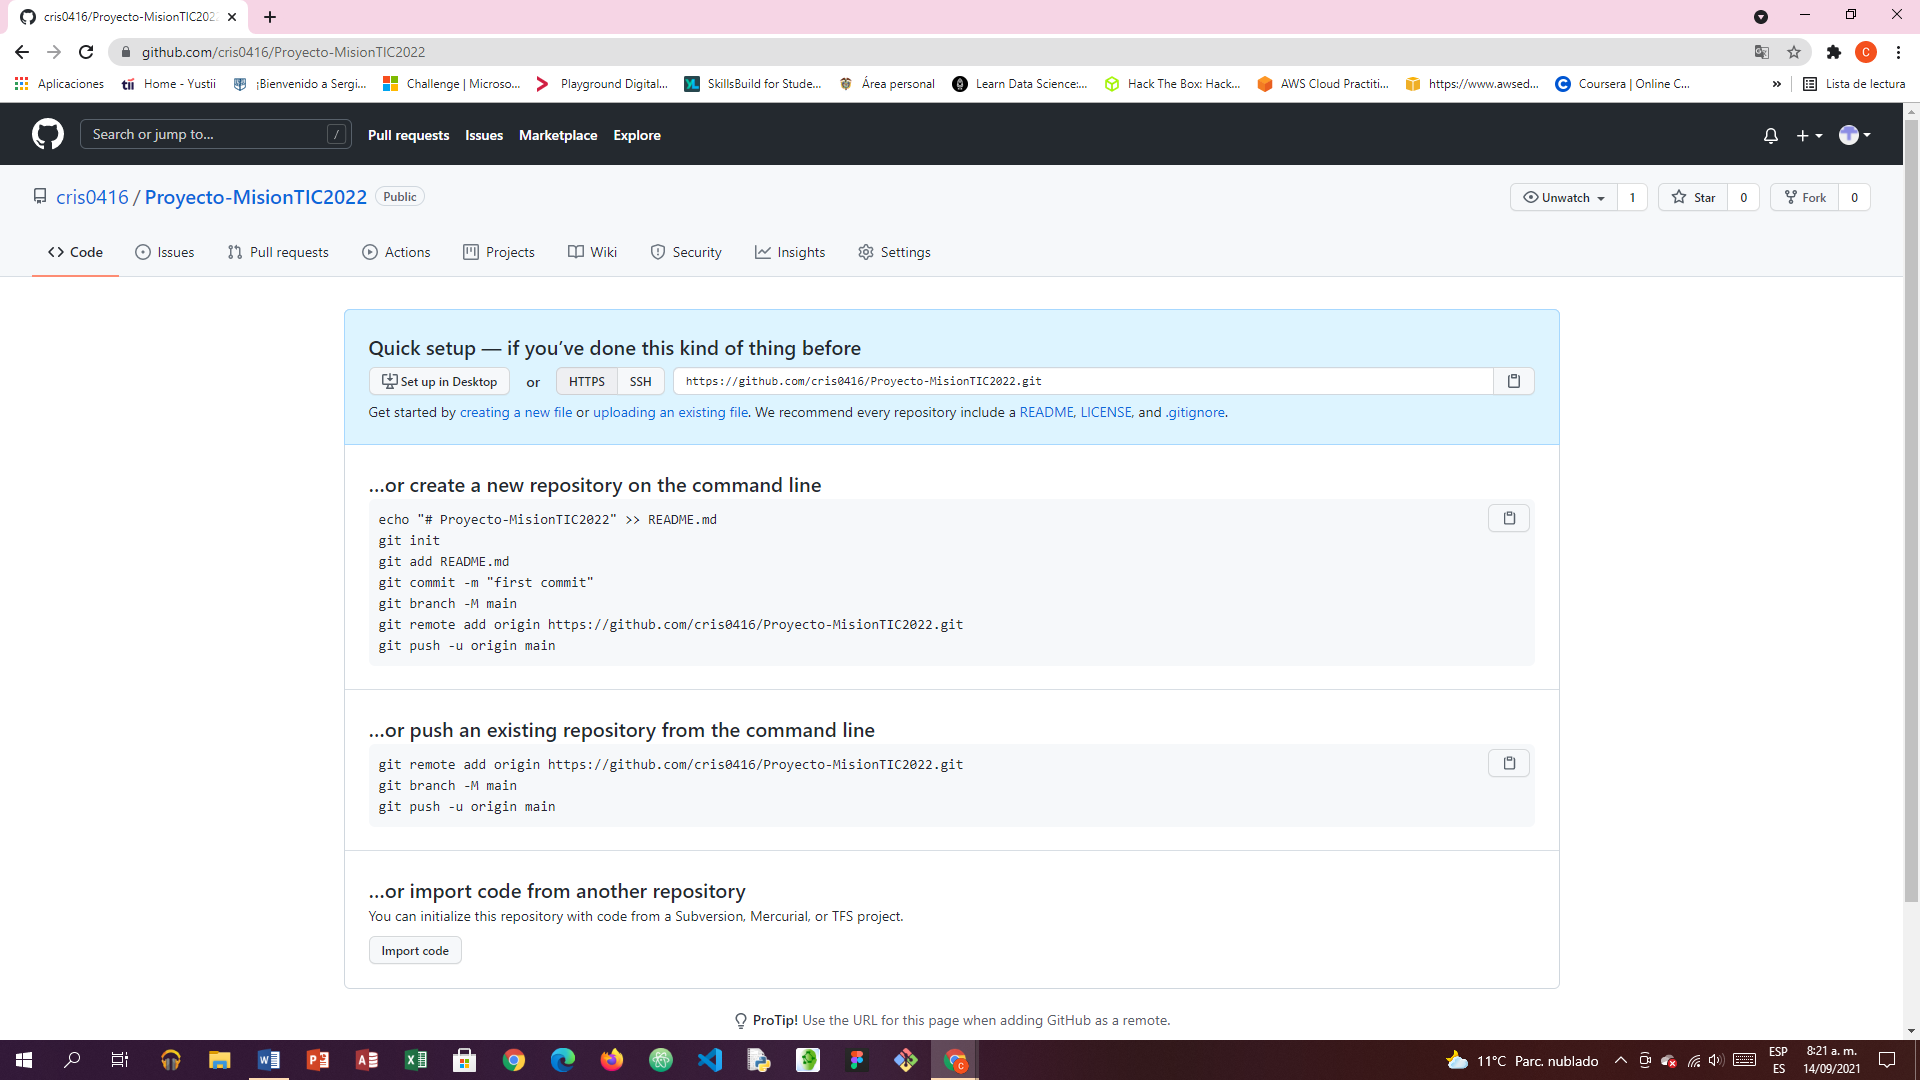 cris0416/Proyecto-MisionTIC202
github.com/cris0416/Proyecto-MisionTIC2022
C
Aplicaciones
Home - Yustii
¡Bienvenido a Sergi...
Challenge | Microso...
Playground Digital...
SkillsBuild for Stude...
Área personal
Learn Data Science:...
Hack The Box: Hack...
AWS Cloud Practiti...
https://www.awsed...
Coursera | Online C...
»
Lista de lectura
Search or jump to...
/
Pull requests
Issues
Marketplace
Explore
cris0416 / Proyecto-MisionTIC2022
Public
Unwatch
1
Star
0
Fork
0
Code
Issues
Pull requests
Actions
Projects
Wiki
Security
Insights
Settings
Quick setup — if you’ve done this kind of thing before
Set up in Desktop
or
HTTPS
SSH
https://github.com/cris0416/Proyecto-MisionTIC2022.git
Get started by creating a new file or uploading an existing file. We recommend every repository include a README, LICENSE, and .gitignore.
…or create a new repository on the command line
echo "# Proyecto-MisionTIC2022" >> README.md
git init
git add README.md
git commit -m "first commit"
git branch -M main
git remote add origin https://github.com/cris0416/Proyecto-MisionTIC2022.git
git push -u origin main
…or push an existing repository from the command line
git remote add origin https://github.com/cris0416/Proyecto-MisionTIC2022.git
git branch -M main
git push -u origin main
…or import code from another repository
You can initialize this repository with code from a Subversion, Mercurial, or TFS project.
Import code
ProTip! Use the URL for this page when adding GitHub as a remote.
11°C Parc. nublado
ESP
ES
8:21 a. m.
14/09/2021